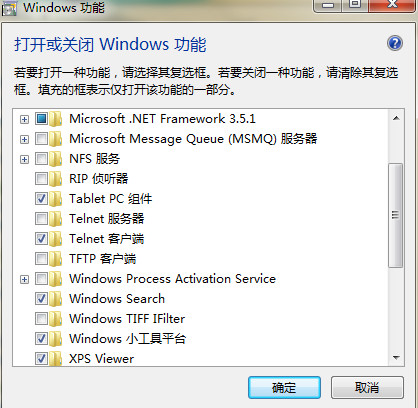 Windows 功能
打开或关闭 Windows 功能
若要打开一种功能，请选择其复选框。若要关闭一种功能，请清除其复选
框。填充的框表示仅打开该功能的一部分。
Microsoft .NET Framework 3.5.1
Microsoft Message Queue (MSMQ) 服务器
NFS 服务
RIP 侦听器
Tablet PC 组件
Telnet 服务器
Telnet 客户端
TFTP 客户端
Windows Process Activation Service
Windows Search
Windows TIFF IFilter
Windows 小工具平台
XPS Viewer
确定
取消